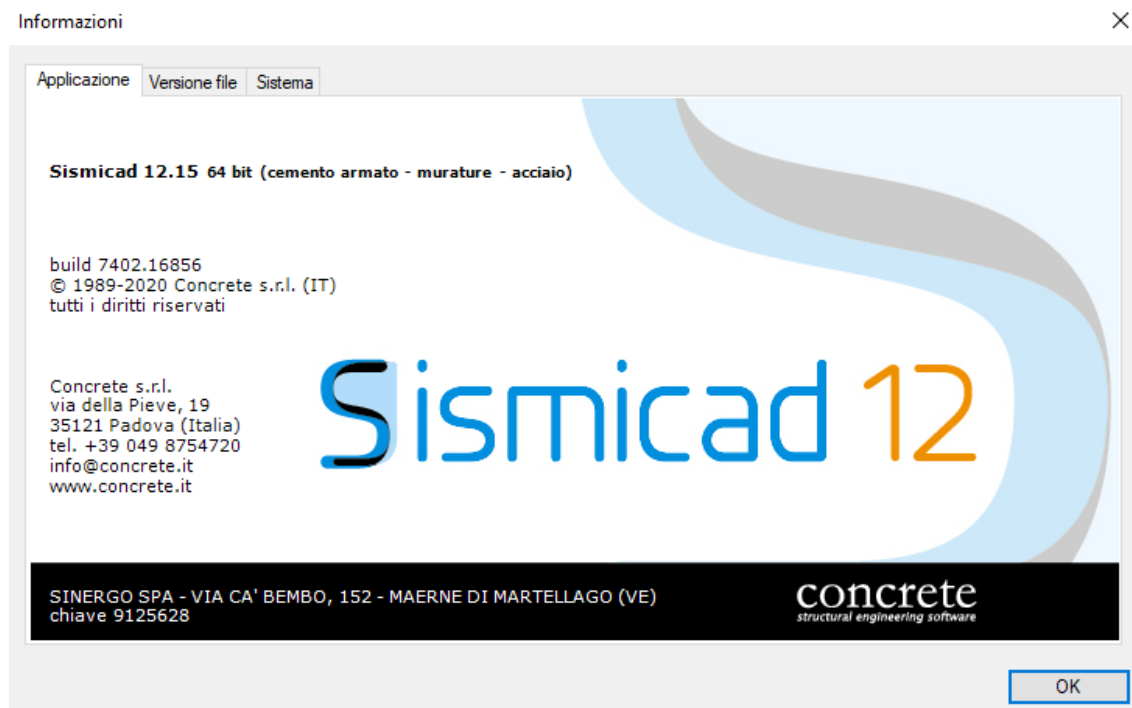 Informazioni
Applicazione Versione file Sistema
Sismicad 12.15 64 bit (cemento armato - murature - acciaio)
build 7402.16856
© 1989-2020 Concrete s.r.l. (IT)
tutti i diritti riservati
Concrete s.r.l.
via della Pieve, 19
35121 Padova (Italia)
tel. +39 049 8754720
info@concrete.it
www.concrete.it
Sismicad 12
SINERGO SPA - VIA CA' BEMBO, 152 - MAERNE DI MARTELLAGO (VE)
chiave 9125628
concrete
structural engineering software
OK